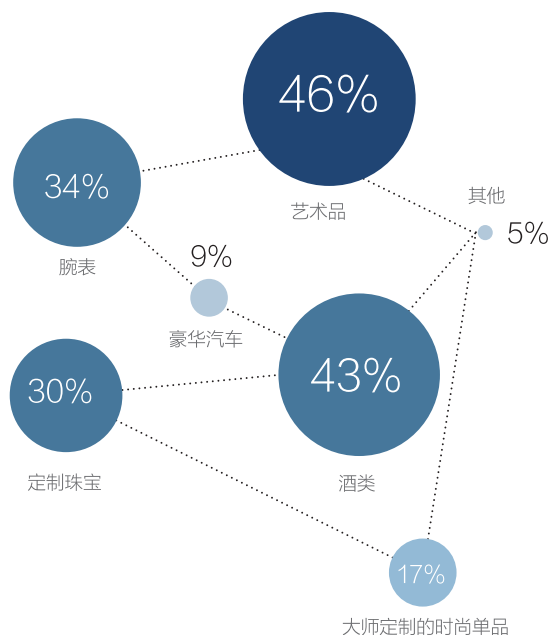 46%
艺术品
34%
腕表
其他
5%
9%
豪华汽车
43%
酒类
30%
定制珠宝
17%
大师定制的时尚单品